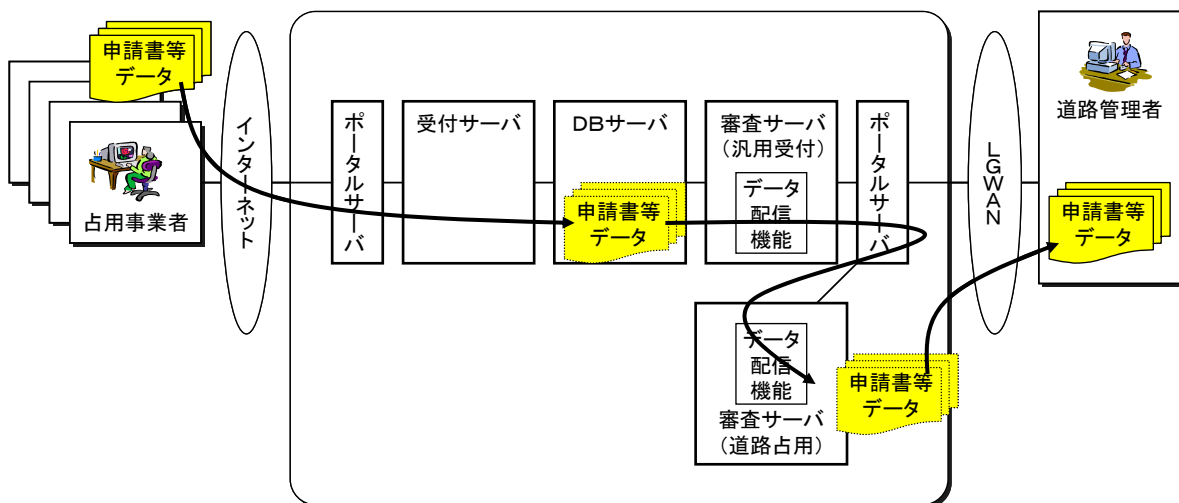 申請書等
データ
占用事業者
インターネット
ポータルサーバ
受付サーバ
DBサーバ
申請書等
データ
審査サーバ
（汎用受付）
データ
配信
機能
ポータルサーバ
データ
配信
機能
審査サーバ
（道路占用）
申請書等
データ
LGWAN
道路管理者
申請書等
データ